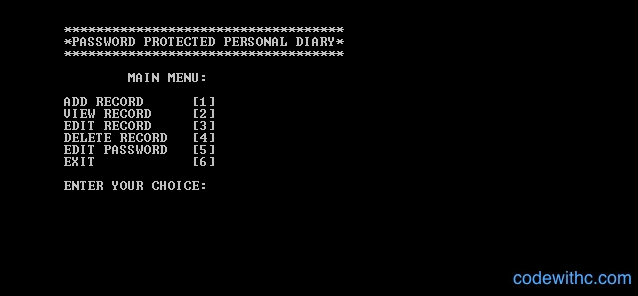 ***********************************
*PASSWORD PROTECTED PERSONAL DIARY*
***********************************
MAIN MENU:
ADD RECORD [1]
VIEW RECORD [2]
EDIT RECORD [3]
DELETE RECORD [4]
EDIT PASSWORD [5]
EXIT [6]
ENTER YOUR CHOICE:
codewithc.com